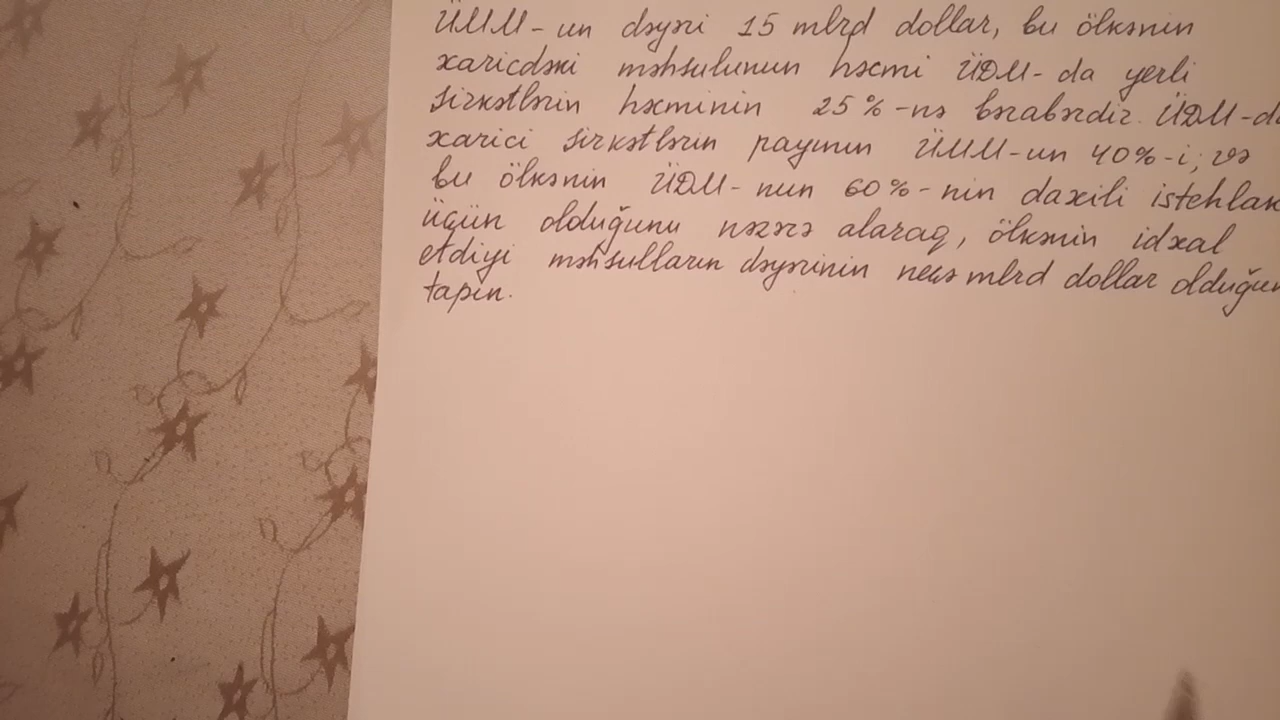 ÜMM-un dəyəri 15 mlrd dollar, bu ölkənin
xaricdəki məhsulunun həcmi ÜDM-da yerli
şirkətlərin həcminin 25%-nə bərabərdir. ÜDM-da
xarici şirkətlərin payının ÜMM-un 40%-i, və
bu ölkənin ÜDM-nun 60%-nin daxili istehlak
üçün olduğunu nəzərə alaraq, ölkənin idxal
etdiyi məhsulların dəyərinin neçə mlrd dollar olduğun
tapın.